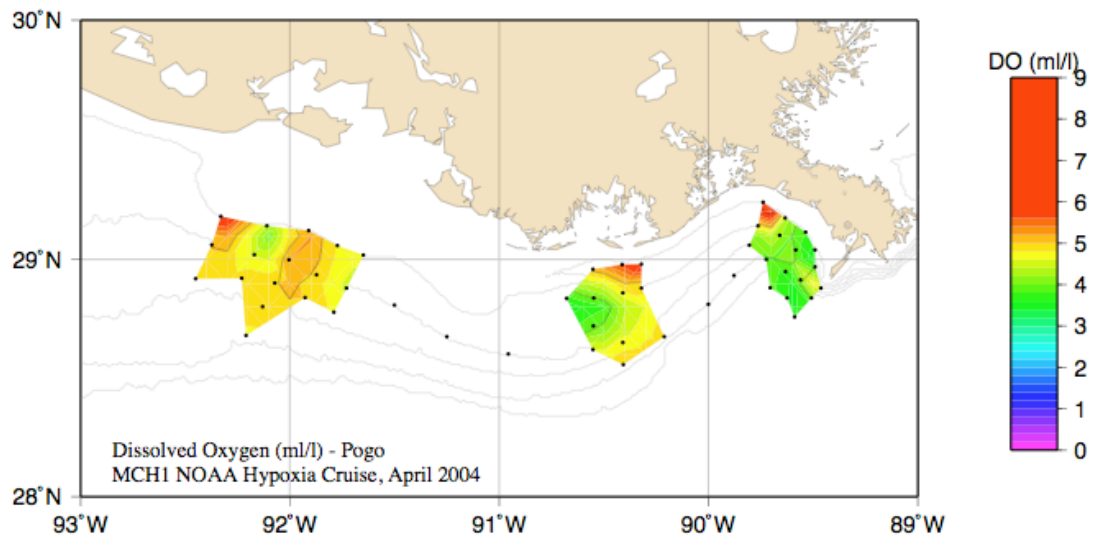 30˚N
29˚N
28˚N
93˚W
92˚W
91˚W
90˚W
89˚W
Dissolved Oxygen (ml/l) - Pogo
MCH1 NOAA Hypoxia Cruise, April 2004
DO (ml/l)
9
8
7
6
5
4
3
2
1
0